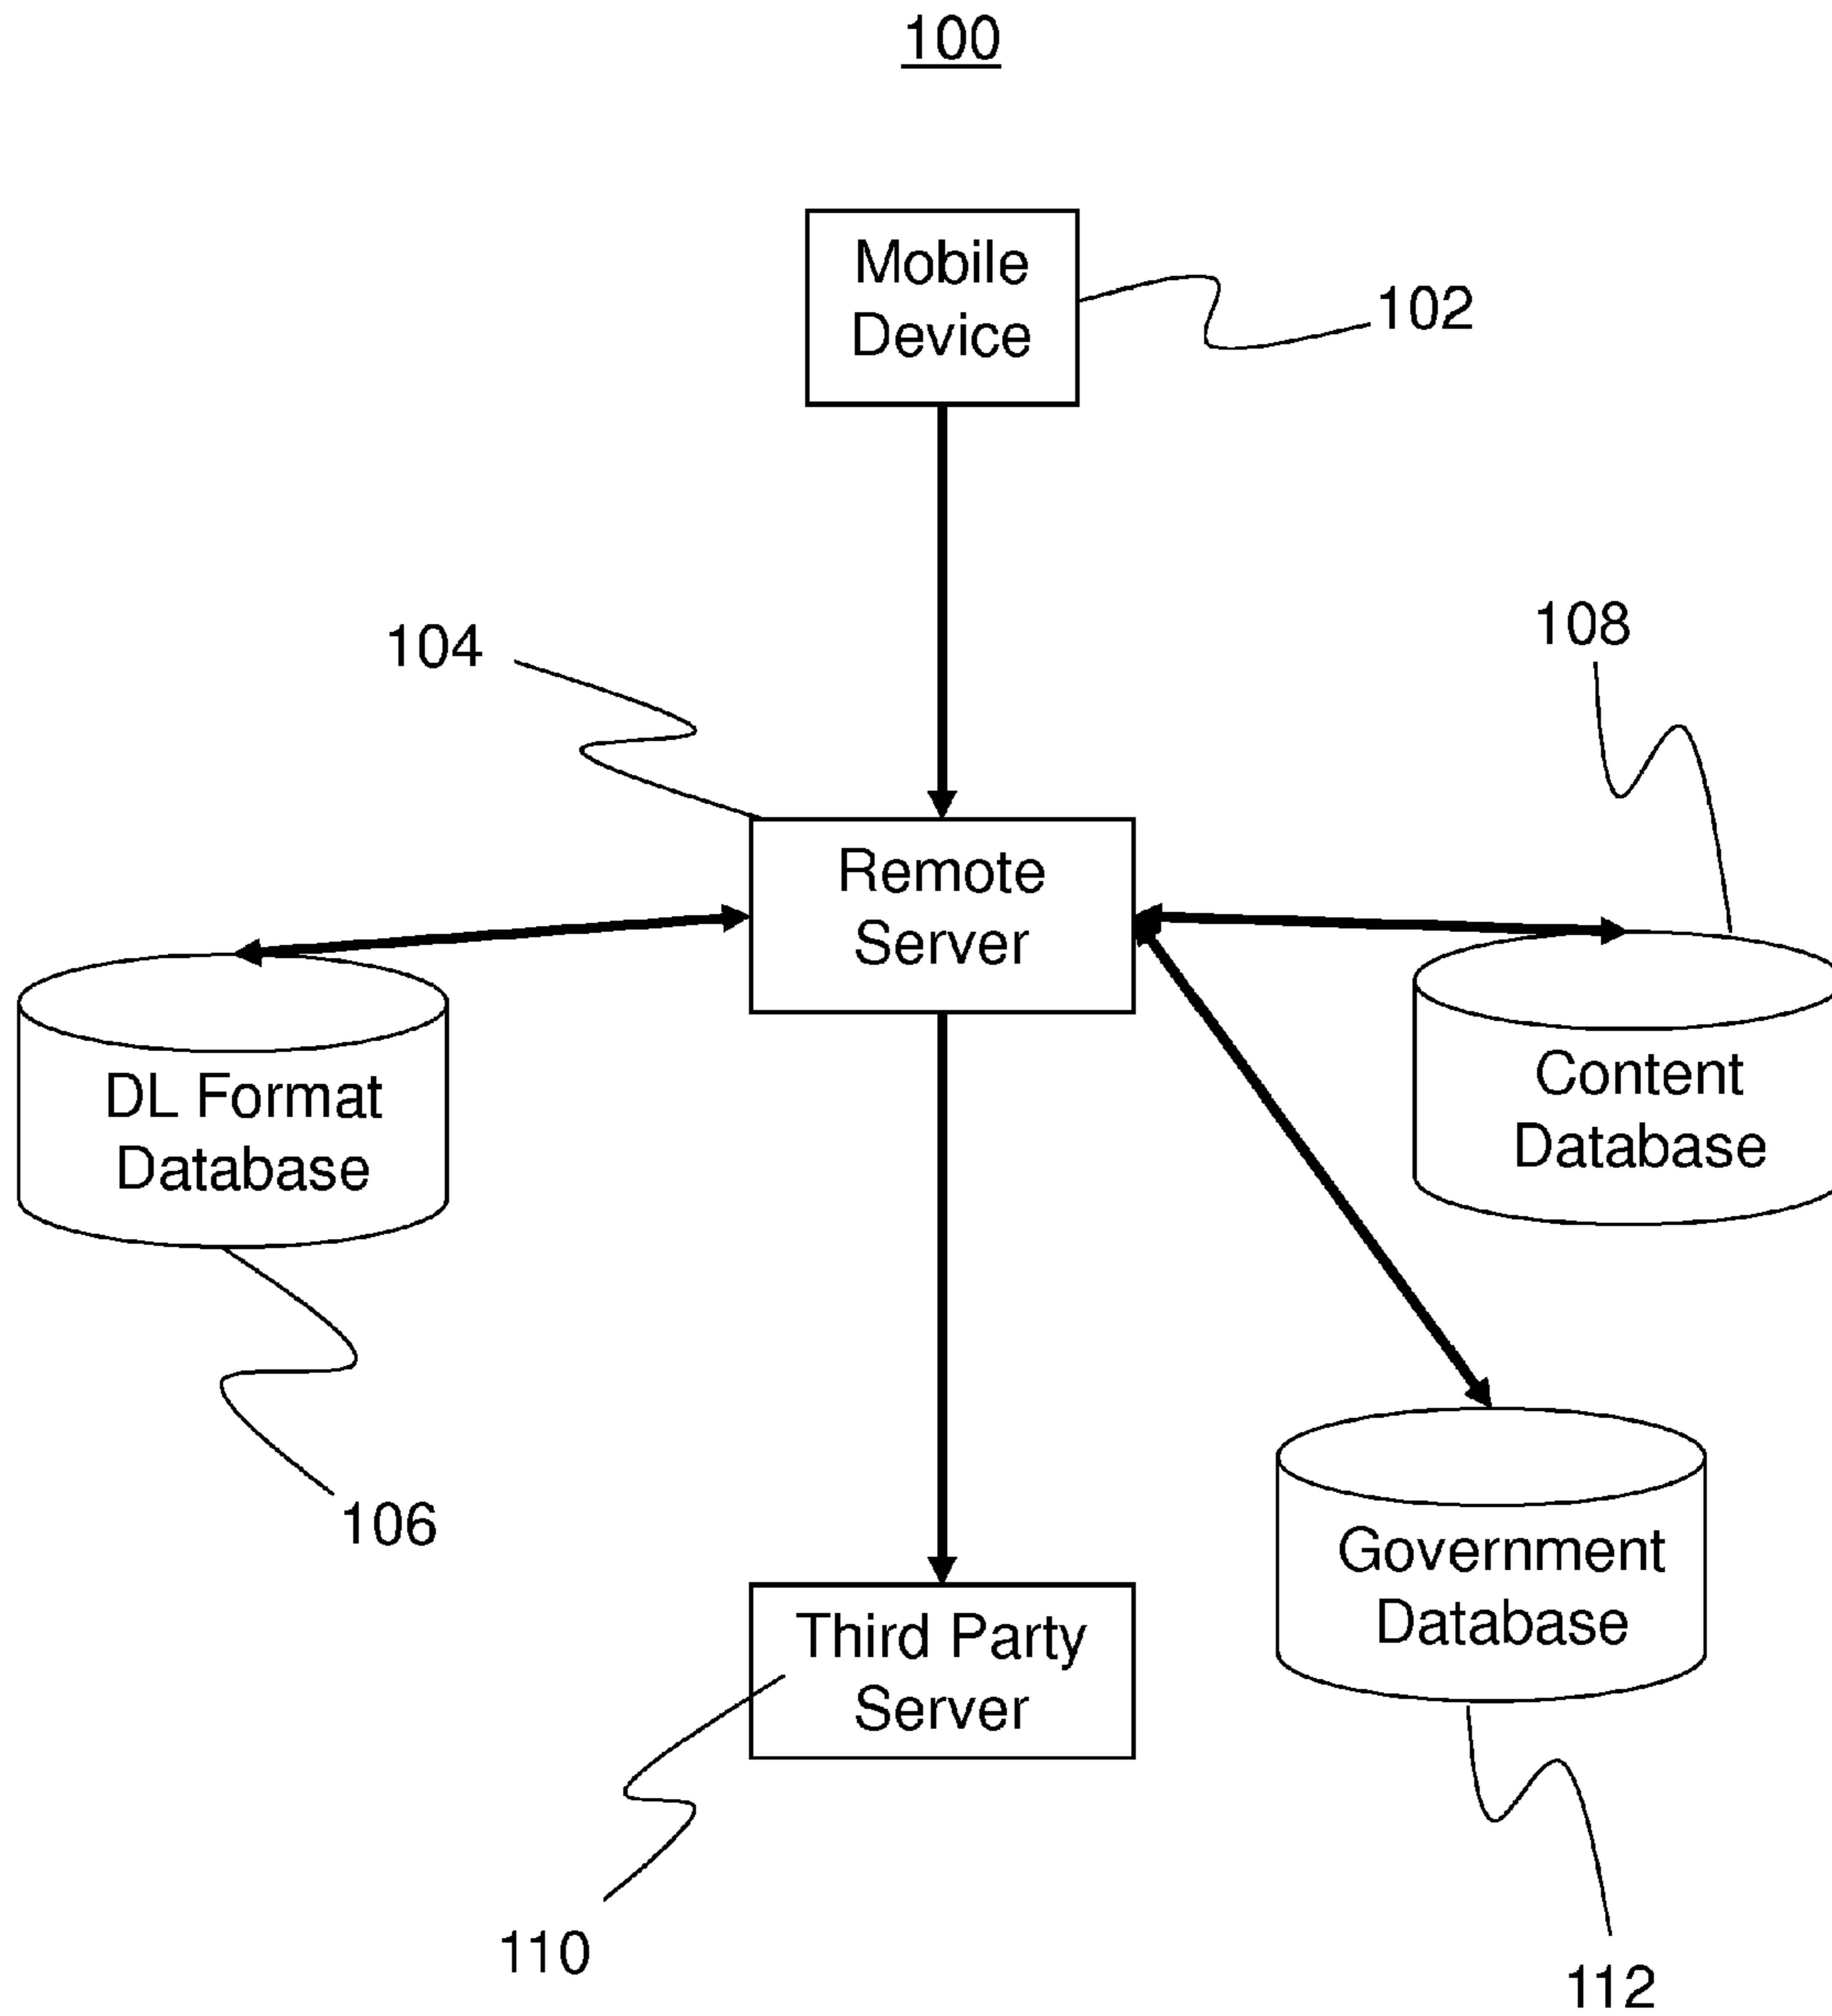 100
Mobile
Device
102
104
108
Remote
Server
DL Format
Database
Content
Database
106
Government
Database
Third Party
Server
110
112